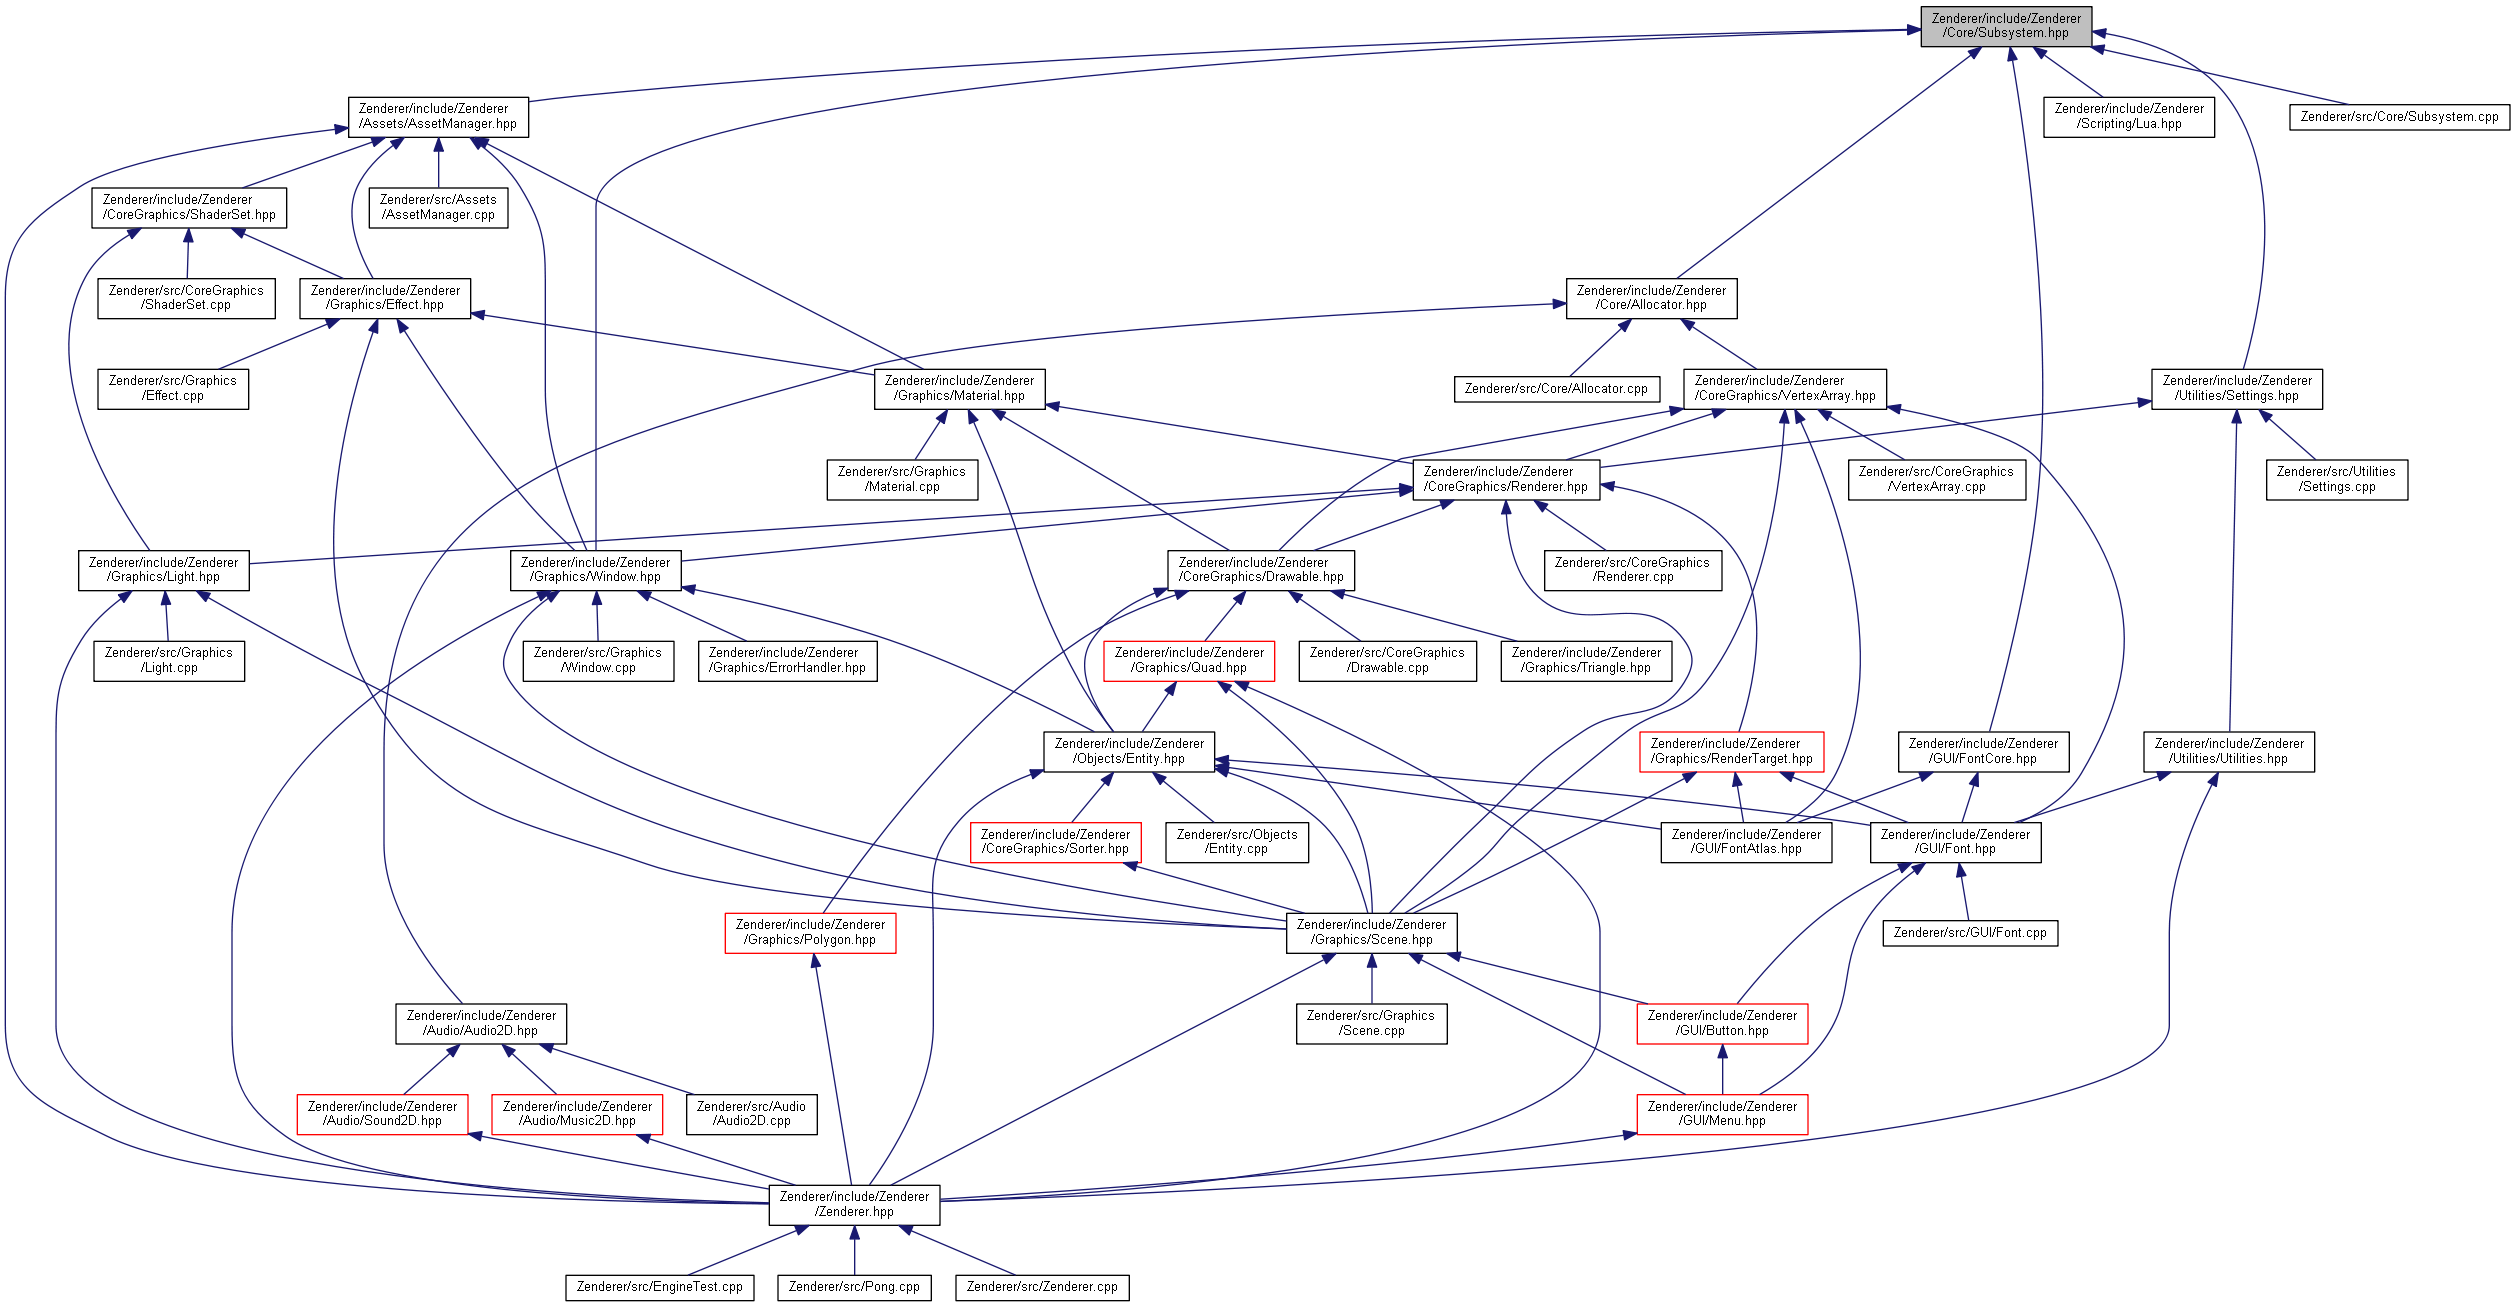 Zenderer/include/Zenderer
/Core/Subsystem.hpp
Zenderer/include/Zenderer
/Assets/AssetManager.hpp
Zenderer/include/Zenderer
/Scripting/Lua.hpp
Zenderer/src/Core/Subsystem.cpp
Zenderer/include/Zenderer
/CoreGraphics/ShaderSet.hpp
Zenderer/src/Assets
/AssetManager.cpp
Zenderer/src/CoreGraphics
/ShaderSet.cpp
Zenderer/include/Zenderer
/Graphics/Effect.hpp
Zenderer/include/Zenderer
/Core/Allocator.hpp
Zenderer/src/Graphics
/Effect.cpp
Zenderer/include/Zenderer
/Graphics/Material.hpp
Zenderer/src/Core/Allocator.cpp
Zenderer/include/Zenderer
/CoreGraphics/VertexArray.hpp
Zenderer/include/Zenderer
/Utilities/Settings.hpp
Zenderer/src/Graphics
/Material.cpp
Zenderer/include/Zenderer
/CoreGraphics/Renderer.hpp
Zenderer/src/CoreGraphics
/VertexArray.cpp
Zenderer/src/Utilities
/Settings.cpp
Zenderer/include/Zenderer
/Graphics/Light.hpp
Zenderer/include/Zenderer
/Graphics/Window.hpp
Zenderer/include/Zenderer
/CoreGraphics/Drawable.hpp
Zenderer/src/CoreGraphics
/Renderer.cpp
Zenderer/src/Graphics
/Light.cpp
Zenderer/src/Graphics
/Window.cpp
Zenderer/include/Zenderer
/Graphics/ErrorHandler.hpp
Zenderer/include/Zenderer
/Graphics/Quad.hpp
Zenderer/src/CoreGraphics
/Drawable.cpp
Zenderer/include/Zenderer
/Graphics/Triangle.hpp
Zenderer/include/Zenderer
/Objects/Entity.hpp
Zenderer/include/Zenderer
/Graphics/RenderTarget.hpp
Zenderer/include/Zenderer
/GUI/FontCore.hpp
Zenderer/include/Zenderer
/Utilities/Utilities.hpp
Zenderer/include/Zenderer
/CoreGraphics/Sorter.hpp
Zenderer/src/Objects
/Entity.cpp
Zenderer/include/Zenderer
/GUI/FontAtlas.hpp
Zenderer/include/Zenderer
/GUI/Font.hpp
Zenderer/include/Zenderer
/Graphics/Polygon.hpp
Zenderer/include/Zenderer
/Graphics/Scene.hpp
Zenderer/src/GUI/Font.cpp
Zenderer/include/Zenderer
/Audio/Audio2D.hpp
Zenderer/src/Graphics
/Scene.cpp
Zenderer/include/Zenderer
/GUI/Button.hpp
Zenderer/include/Zenderer
/Audio/Sound2D.hpp
Zenderer/include/Zenderer
/Audio/Music2D.hpp
Zenderer/src/Audio
/Audio2D.cpp
Zenderer/include/Zenderer
/GUI/Menu.hpp
Zenderer/include/Zenderer
/Zenderer.hpp
Zenderer/src/EngineTest.cpp
Zenderer/src/Pong.cpp
Zenderer/src/Zenderer.cpp